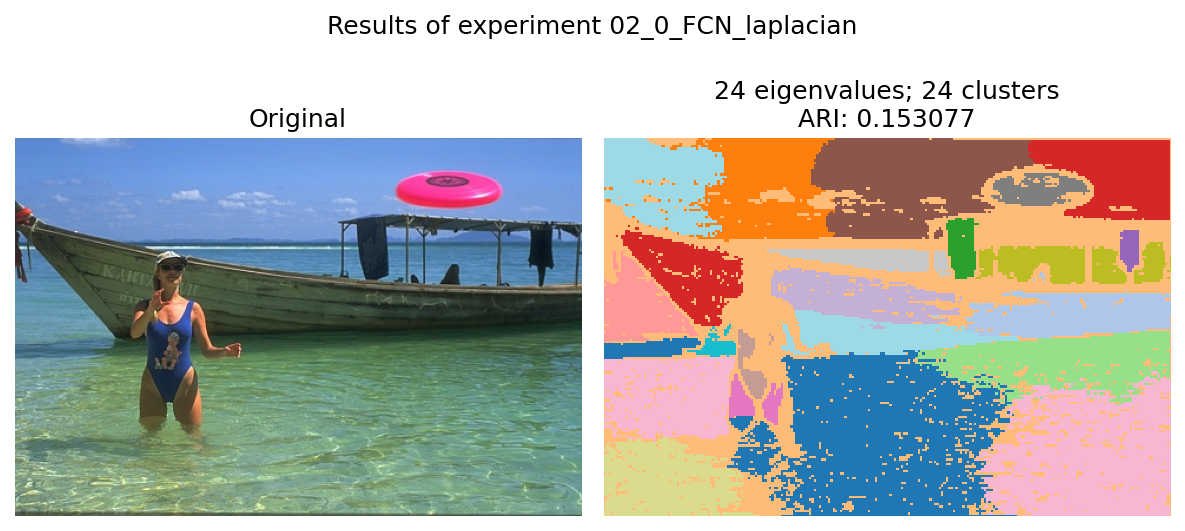 Results of experiment 02_0_FCN_laplacian
Original
24 eigenvalues; 24 clusters
ARI: 0.153077